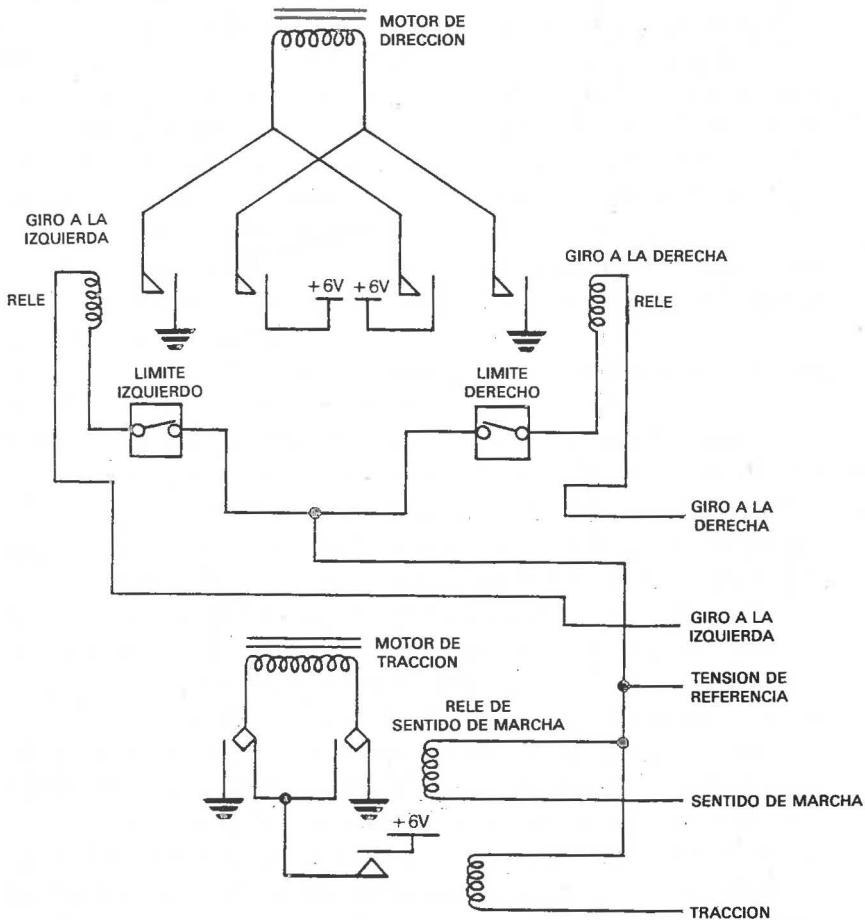 MOTOR DE
DIRECCION
GIRO A LA
IZQUIERDA
GIRO A LA DERECHA
RELE
+6V +6V
RELE
LIMITE
IZQUIERDO
LIMITE
DERECHO
GIRO A LA
DERECHA
GIRO A LA
IZQUIERDA
MOTOR DE
TRACCION
TENSION DE
REFERENCIA
RELE DE
SENTIDO DE MARCHA
SENTIDO DE MARCHA
+6V
TRACCION